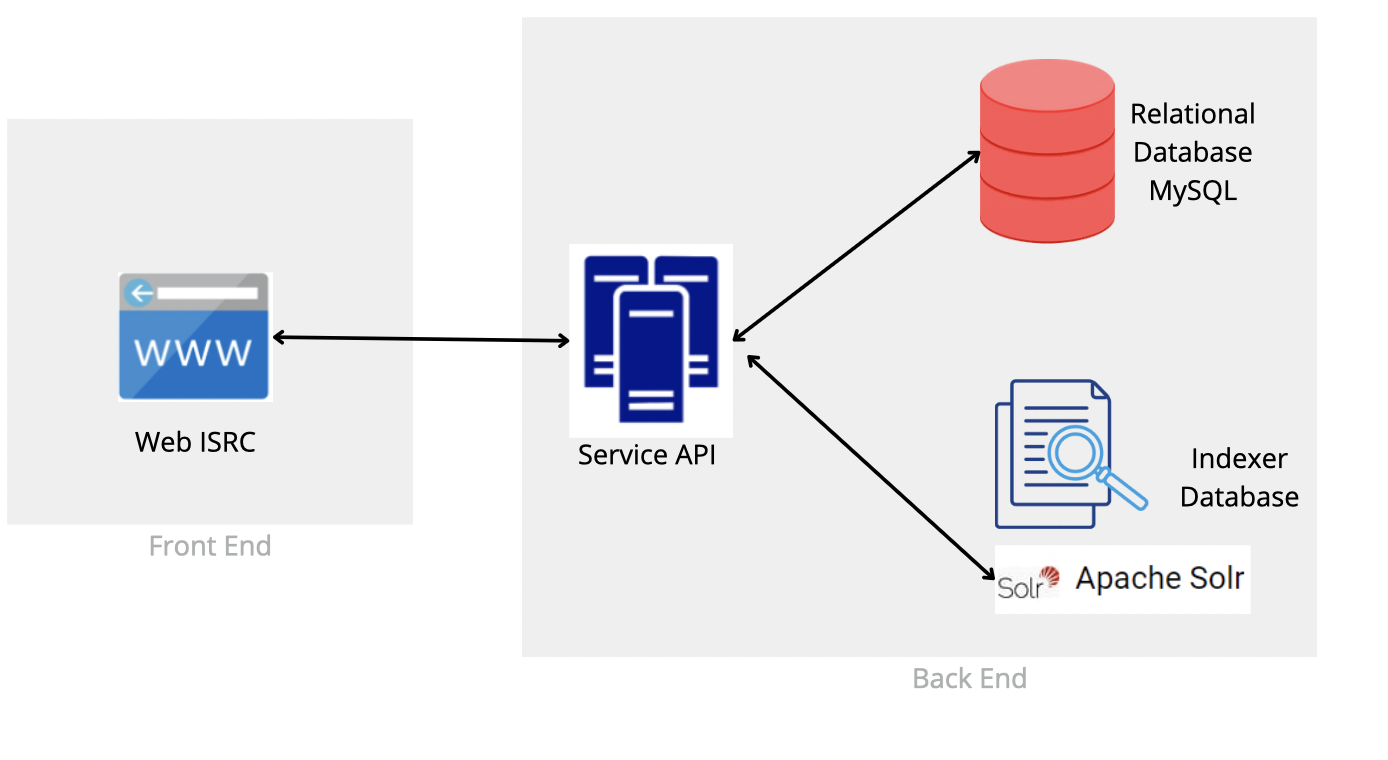 WWW
Web ISRC
Front End
Service API
Relational
Database
MySQL
Indexer
Database
Solr
Apache Solr
Back End